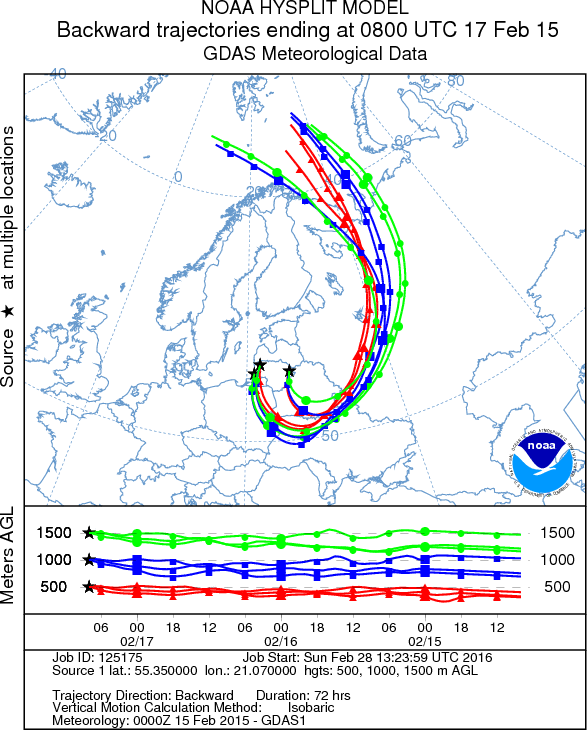 NOAA HYSPLIT MODEL
Backward trajectories ending at 0800 UTC 17 Feb 15
GDAS Meteorological Data
Source ★ at multiple locations
-40
-20
0
40
60
80
50
noaa
Meters AGL
1500 1500
1000 1000
500 500
06 00 18 12 06 00 18 12 06 00 18 12
02/17 02/16 02/15
Job ID: 125175 Job Start: Sun Feb 28 13:23:59 UTC 2016
Source 1 lat.: 55.350000 lon.: 21.070000 hgts: 500, 1000, 1500 m AGL
Trajectory Direction: Backward Duration: 72 hrs
Vertical Motion Calculation Method: Isobaric
Meteorology: 0000Z 15 Feb 2015 - GDAS1